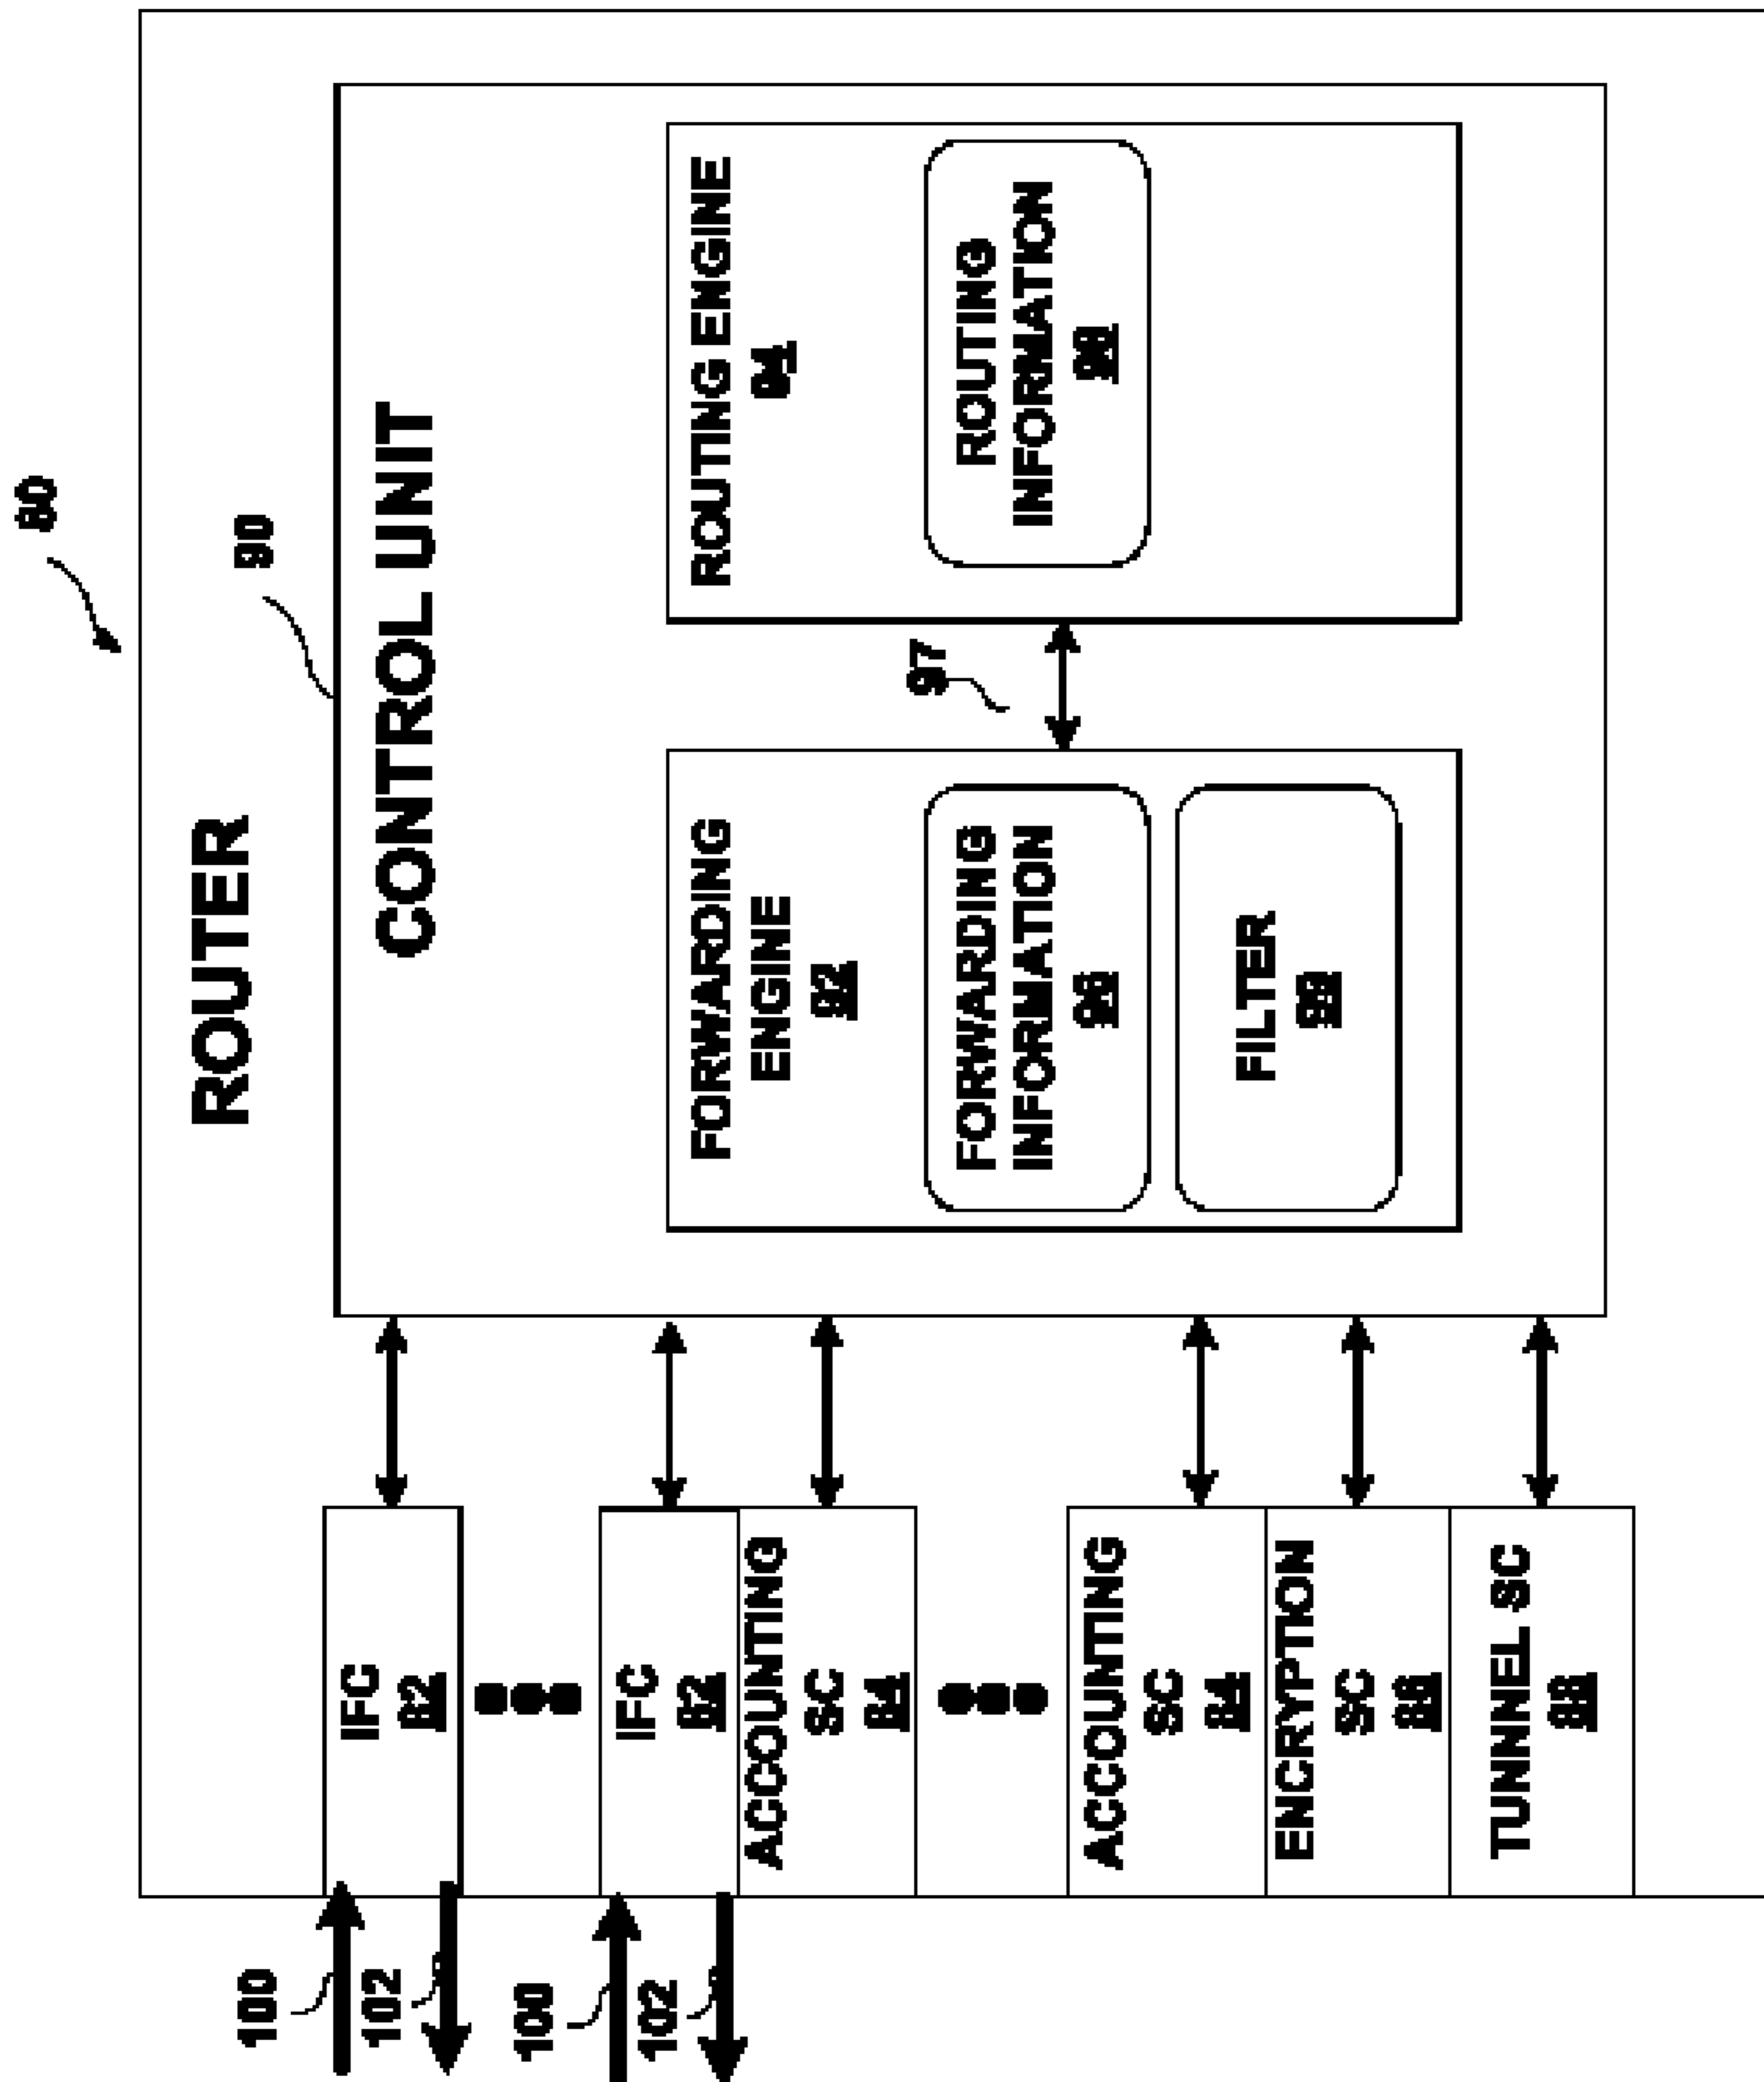 80
ROUTER
90
CONTROL UNIT
100
IFC
82
102
100
IFC
82
102
ACCOUNTING
SC
84
ACCOUNTING
SC
84
ENCRYPTION
SC
86
TUNNEL SC
88
FORWARDING
ENGINE
92
FORWARDING
INFORMATION
96
FILTER
99
97
ROUTING ENGINE
94
ROUTING
INFORMATION
98